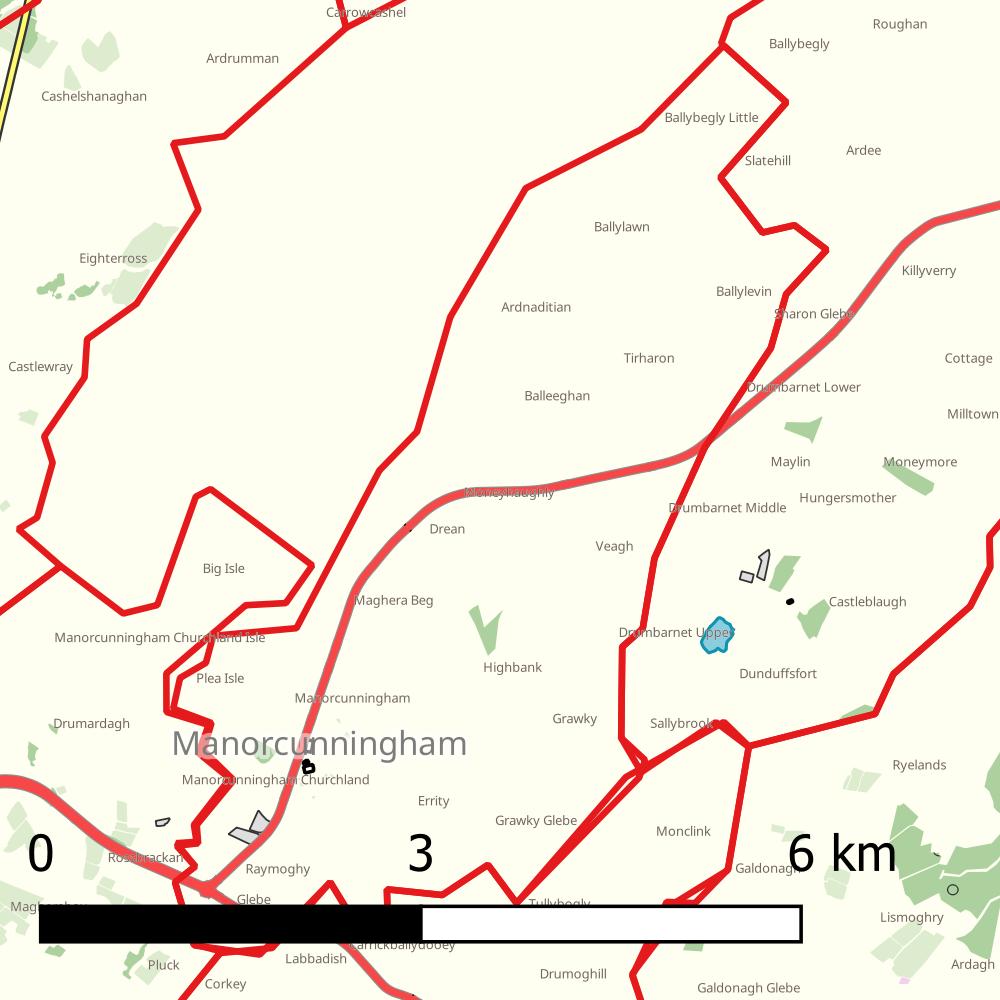 Carrowcashel
Roughan
Ballybegly
Ardrumman
Cashelshanaghan
Ballybegly Little
Ardee
Slatehill
Ballylawn
Eighterross
Killyverry
Ballylevin
Ardnaditian
Sharon Glebe
Tirharon
Cottage
Castlewray
Drumbarnet Lower
Balleeghan
Milltown
Maylin
Moneymore
Moneyhaughly
Hungersmother
Drumbarnet Middle
Drean
Veagh
Big Isle
Maghera Beg
Castleblaugh
Drumbarnet Upper
Manorcunningham Churchland Isle
Highbank
Dunduffsfort
Plea Isle
Manorcunningham
Grawky
Drumardagh
Sallybrook
Manorcunningham
Ryelands
Manorcunningham Churchland
Errity
Grawky Glebe
Monclink
0 3 6 km
Rossbrackan
Raymoghy
Galdonagh
Glebe
Tullybogly
Lismoghry
Carrickballydooey
Labbadish
Pluck
Ardagh
Drumoghill
Corkey
Galdonagh Glebe